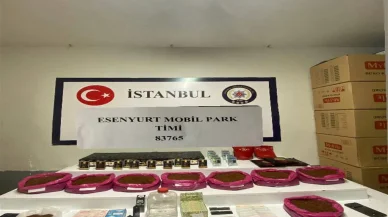 İSTANBUL
ESENYURT MOBİL PARK
TİMİ
83765